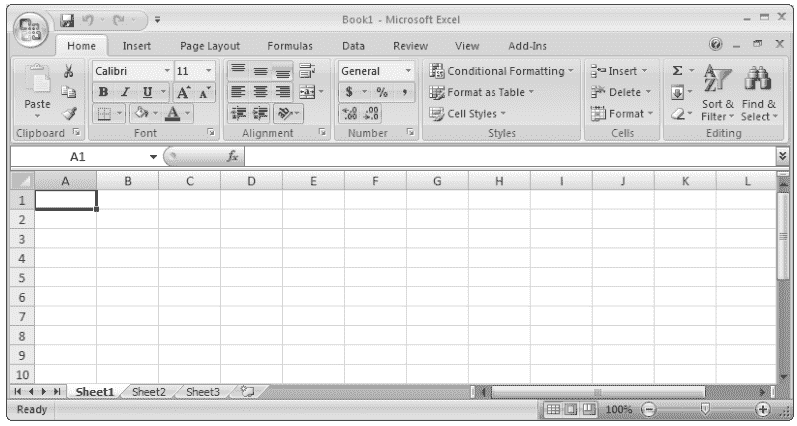 Book1 - Microsoft Excel
Home Insert Page Layout Formulas Data Review View Add-Ins
Calibri 11 General Conditional Formatting Insert Σ
Paste B I U A A $ % , Format as Table Delete Sort & Filter Find & Select
A .00 .0 Cell Styles Format
Clipboard Font Alignment Number Styles Cells Editing
A1 fx
A B C D E F G H I J K L
1
2
3
4
5
6
7
8
9
10
Sheet1 Sheet2 Sheet3
Ready 100%